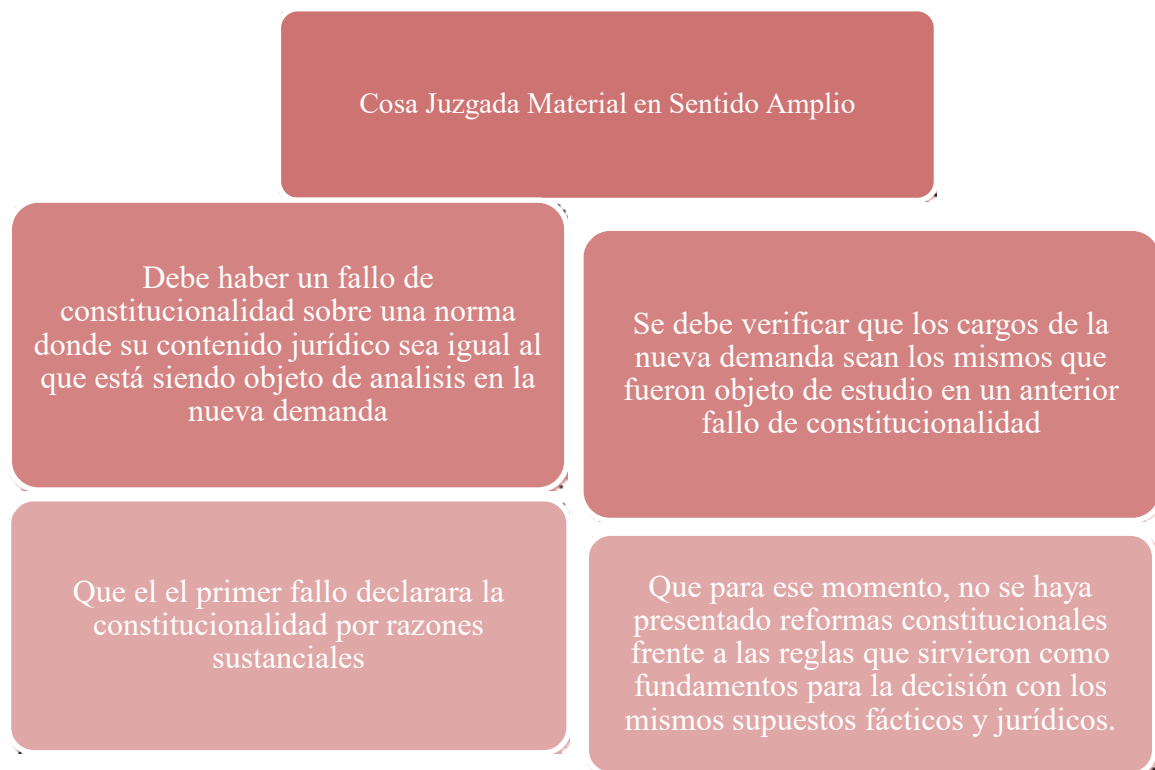 Cosa Juzgada Material en Sentido Amplio
Debe haber un fallo de
constitucionalidad sobre una norma
donde su contenido jurídico sea igual al
que está siendo objeto de analisis en la
nueva demanda
Se debe verificar que los cargos de la
nueva demanda sean los mismos que
fueron objeto de estudio en un anterior
fallo de constitucionalidad
Que el el primer fallo declarara la
constitucionalidad por razones
sustanciales
Que para ese momento, no se haya
presentado reformas constitucionales
frente a las reglas que sirvieron como
fundamentos para la decisión con los
mismos supuestos fácticos y jurídicos.